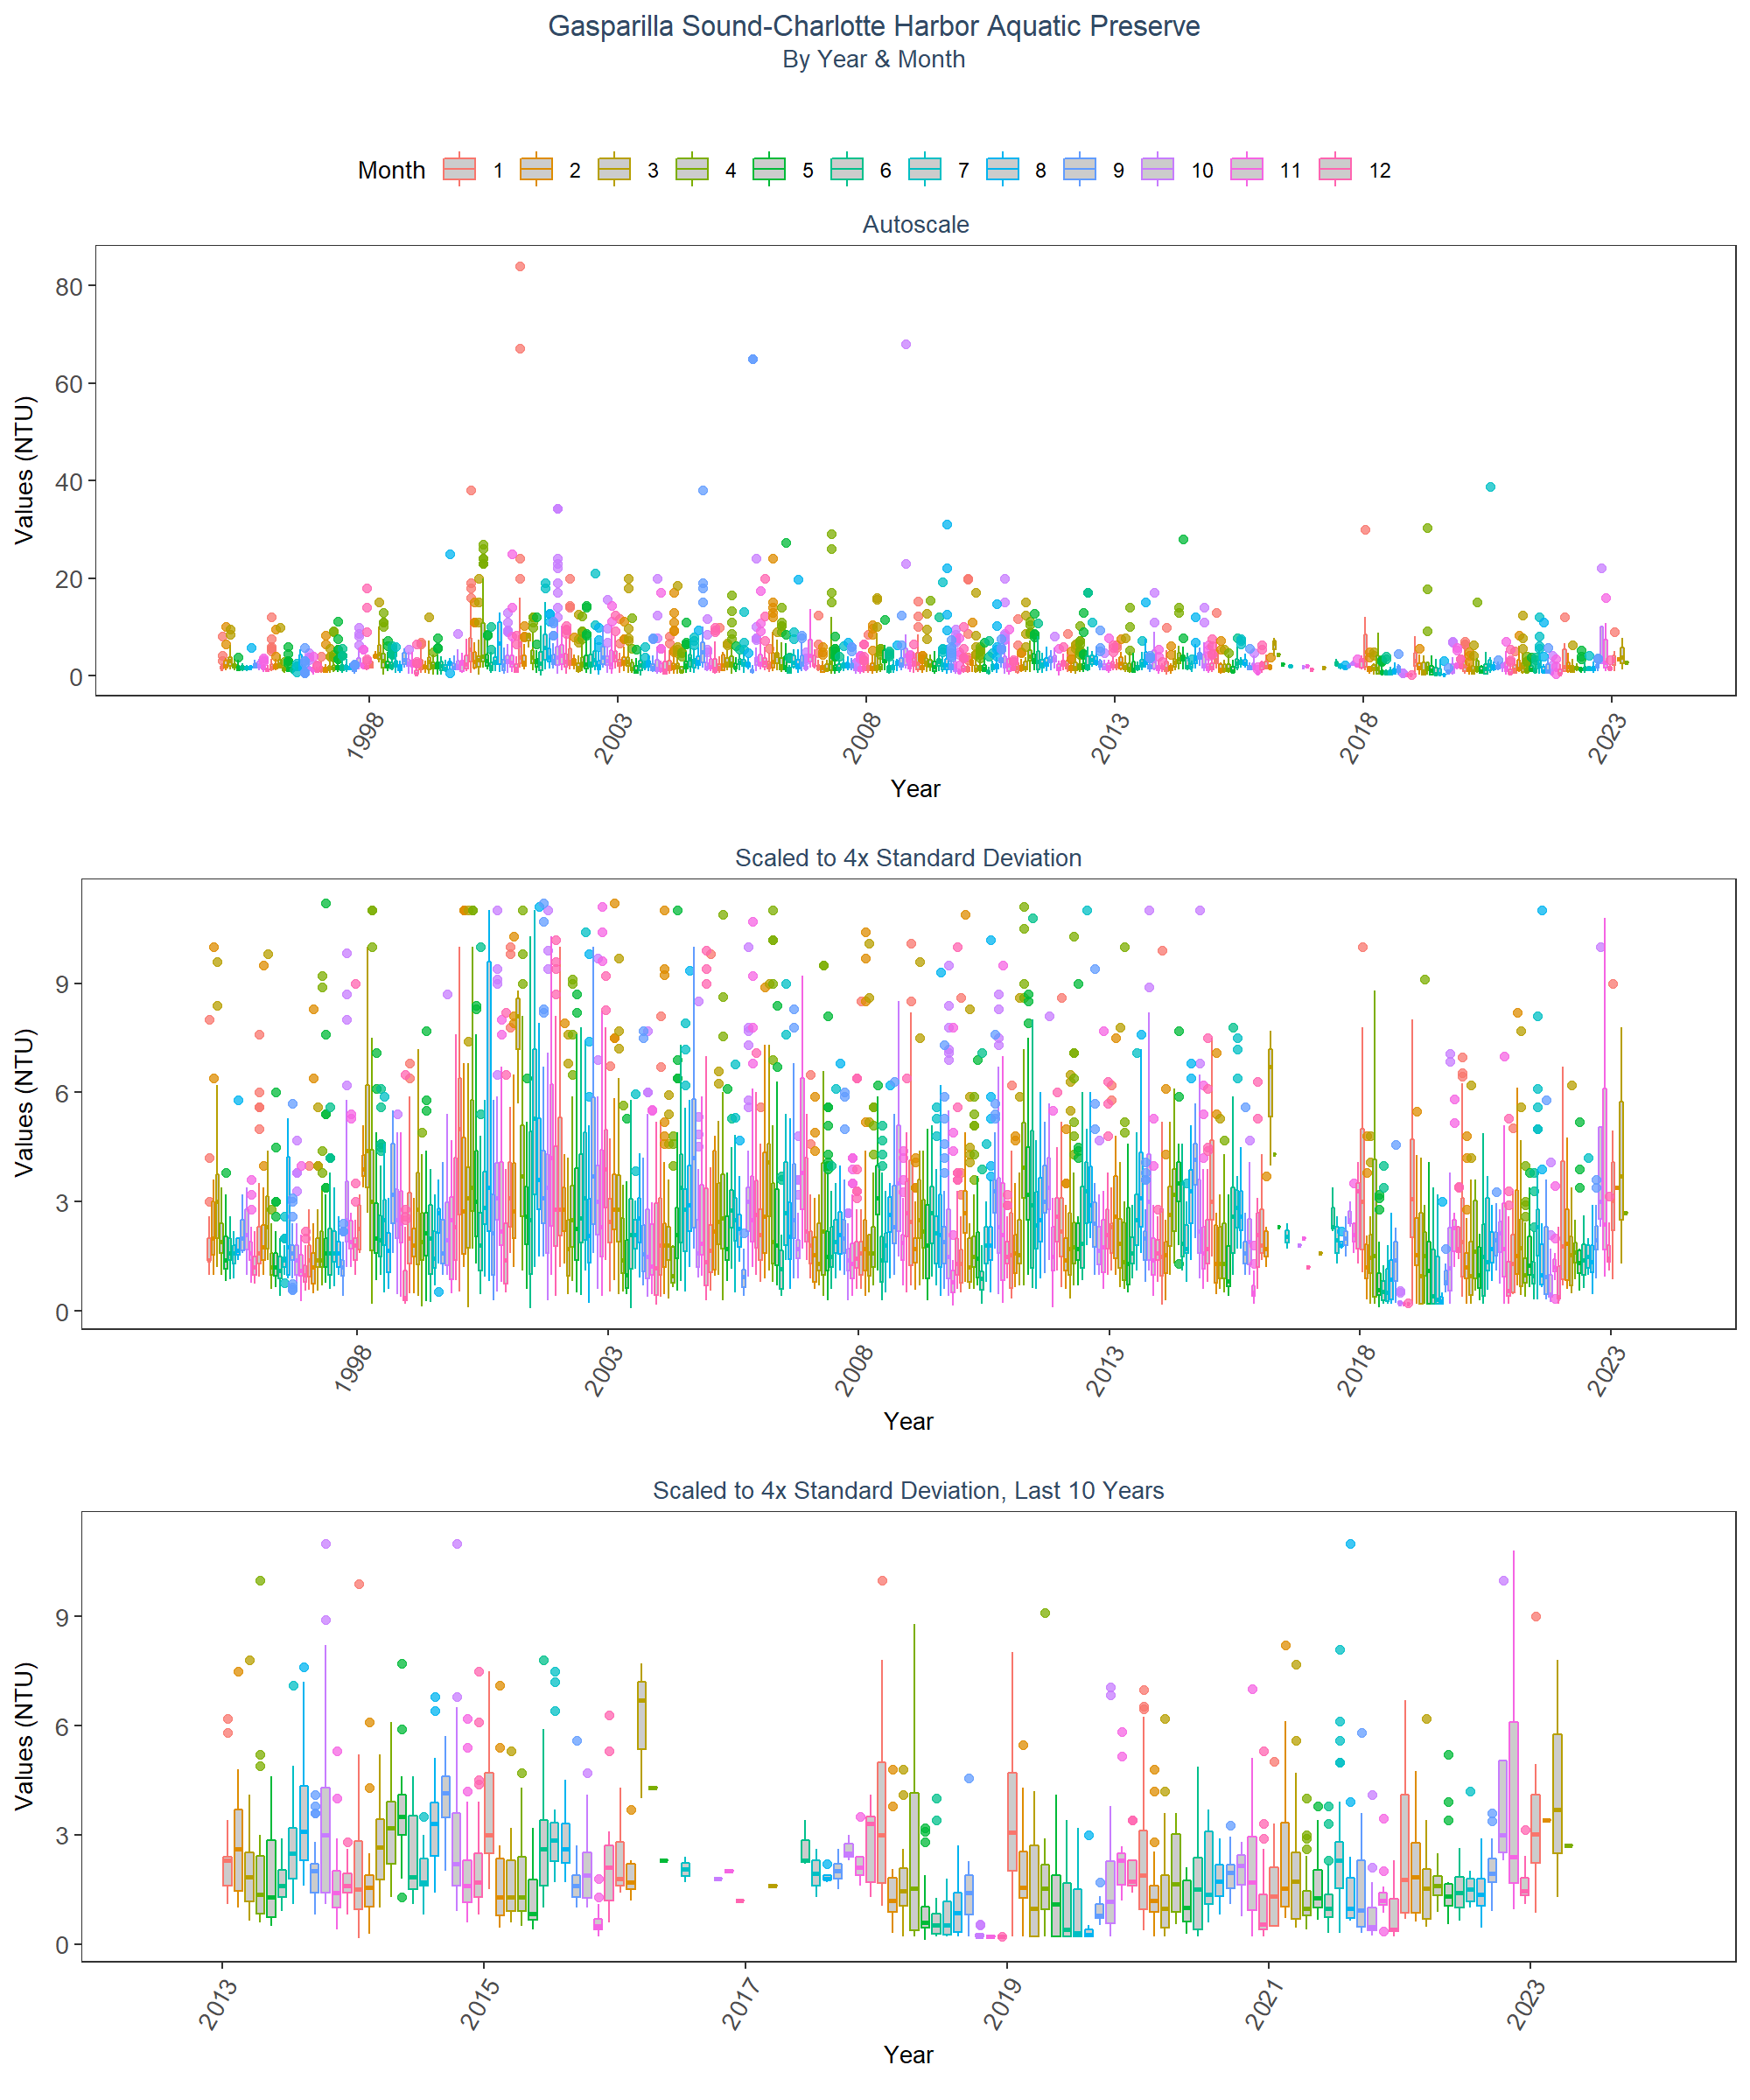 Gasparilla Sound-Charlotte Harbor Aquatic Preserve
By Year & Month
Month 1 2 3 4 5 6 7 8 9 10 11 12
Autoscale
Values (NTU)
80
60
40
20
0
1998 2003 2008 2013 2018 2023
Year
Scaled to 4x Standard Deviation
Values (NTU)
9
6
3
0
1998 2003 2008 2013 2018 2023
Year
Scaled to 4x Standard Deviation, Last 10 Years
Values (NTU)
9
6
3
0
2013 2015 2017 2019 2021 2023
Year